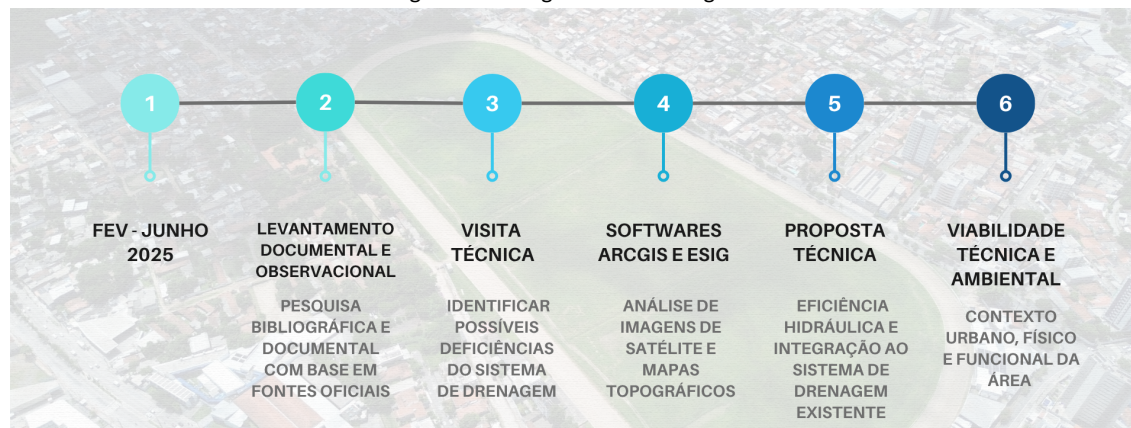 1
2
3
4
5
6
FEV - JUNHO
2025
LEVANTAMENTO
DOCUMENTAL E
OBSERVACIONAL
PESQUISA
BIBLIOGRÁFICA E
DOCUMENTAL
COM BASE EM
FONTES OFICIAIS
VISITA
TÉCNICA
IDENTIFICAR
POSSÍVEIS
DEFICIÊNCIAS
DO SISTEMA
DE DRENAGEM
SOFTWARES
ARCGIS E ESIG
ANÁLISE DE
IMAGENS DE
SATÉLITE E
MAPAS
TOPOGRÁFICOS
PROPOSTA
TÉCNICA
EFICIÊNCIA
HIDRÁULICA E
INTEGRAÇÃO AO
SISTEMA DE
DRENAGEM
EXISTENTE
VIABILIDADE
TÉCNICA E
AMBIENTAL
CONTEXTO
URBANO, FÍSICO
E FUNCIONAL DA
ÁREA